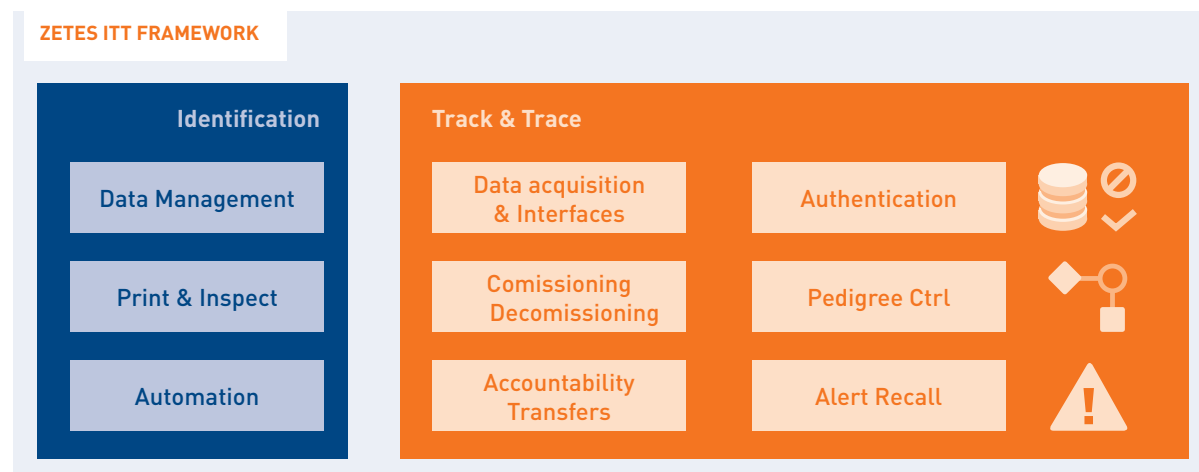 ZETES ITT FRAMEWORK
Identification
Data Management
Print & Inspect
Automation
Track & Trace
Data acquisition
& Interfaces
Authentication
Comissioning
Decomissioning
Pedigree Ctrl
Accountability
Transfers
Alert Recall